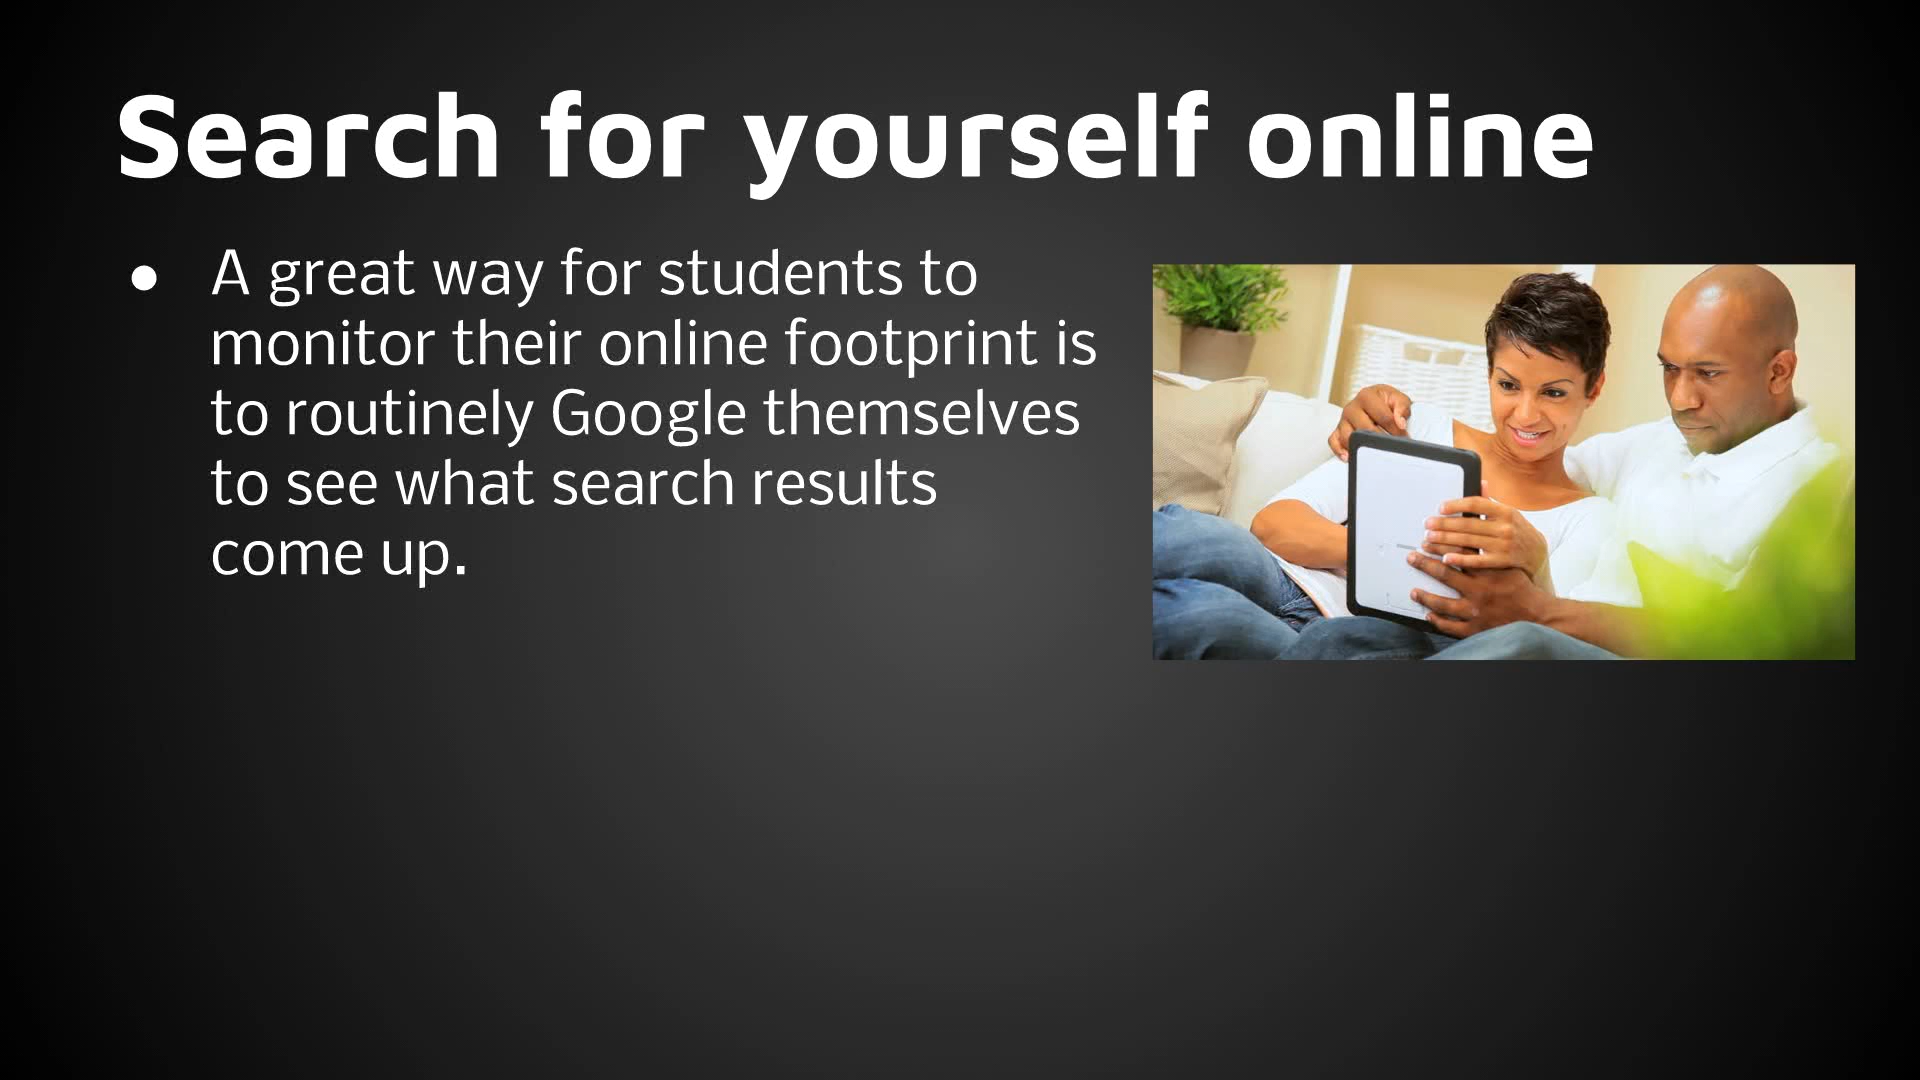 Search for yourself online
● A great way for students to
monitor their online footprint is
to routinely Google themselves
to see what search results
come up.